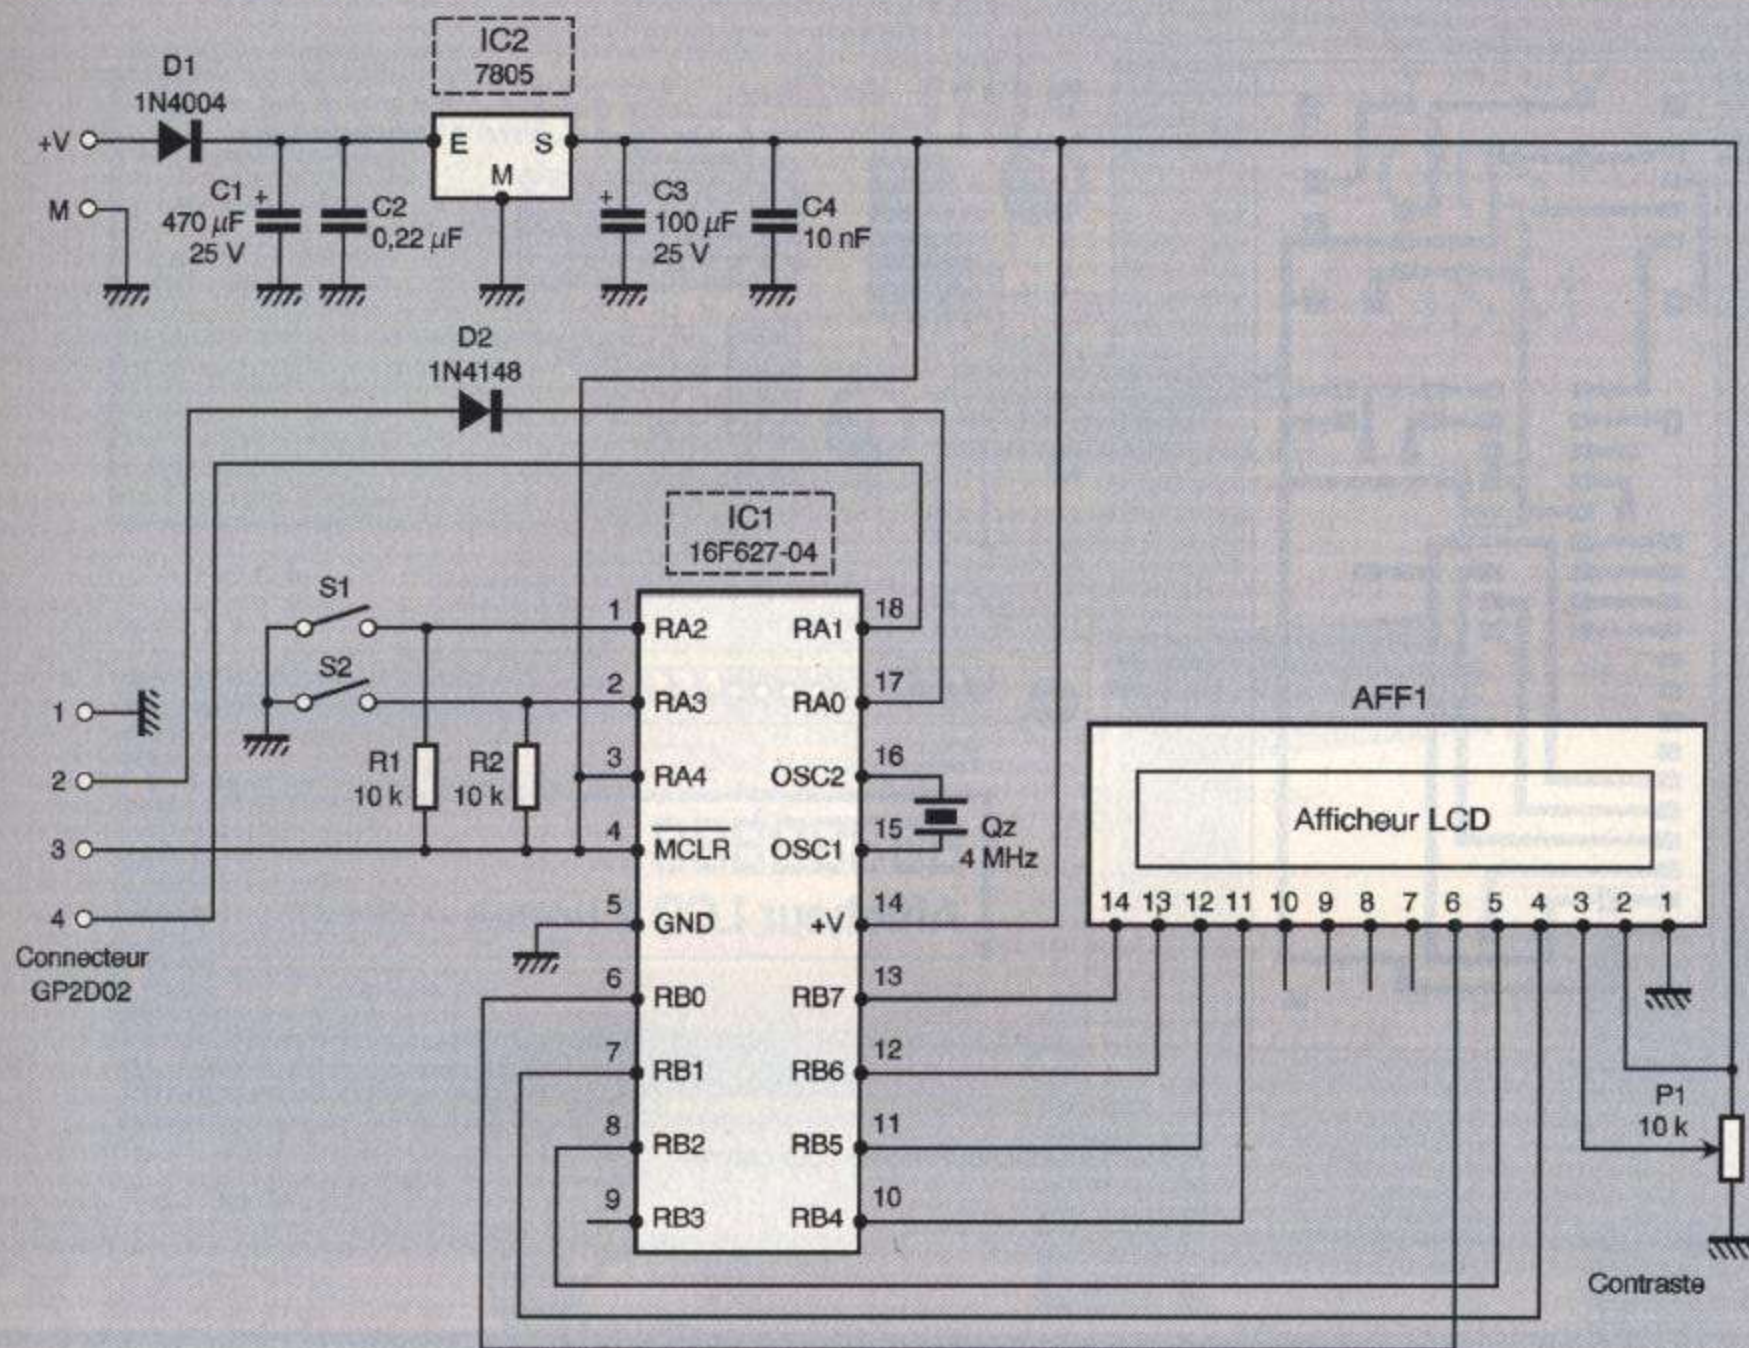 IC2
7805
D1
1N4004
+V
E
S
M
M
C1
+
470 µF
25 V
C2
0,22 µF
+
C3
100 µF
25 V
C4
10 nF
D2
1N4148
IC1
16F627-04
S1
S2
R1
10 k
R2
10 k
1
2
3
4
Connecteur
GP2D02
1 RA2
2 RA3
3 RA4
4 MCLR
5 GND
6 RB0
7 RB1
8 RB2
9 RB3
RA1 18
RA0 17
OSC2 16
OSC1 15
+V 14
RB7 13
RB6 12
RB5 11
RB4 10
Qz
4 MHz
AFF1
Afficheur LCD
14 13 12 11 10 9 8 7 6 5 4 3 2 1
P1
10 k
Contraste